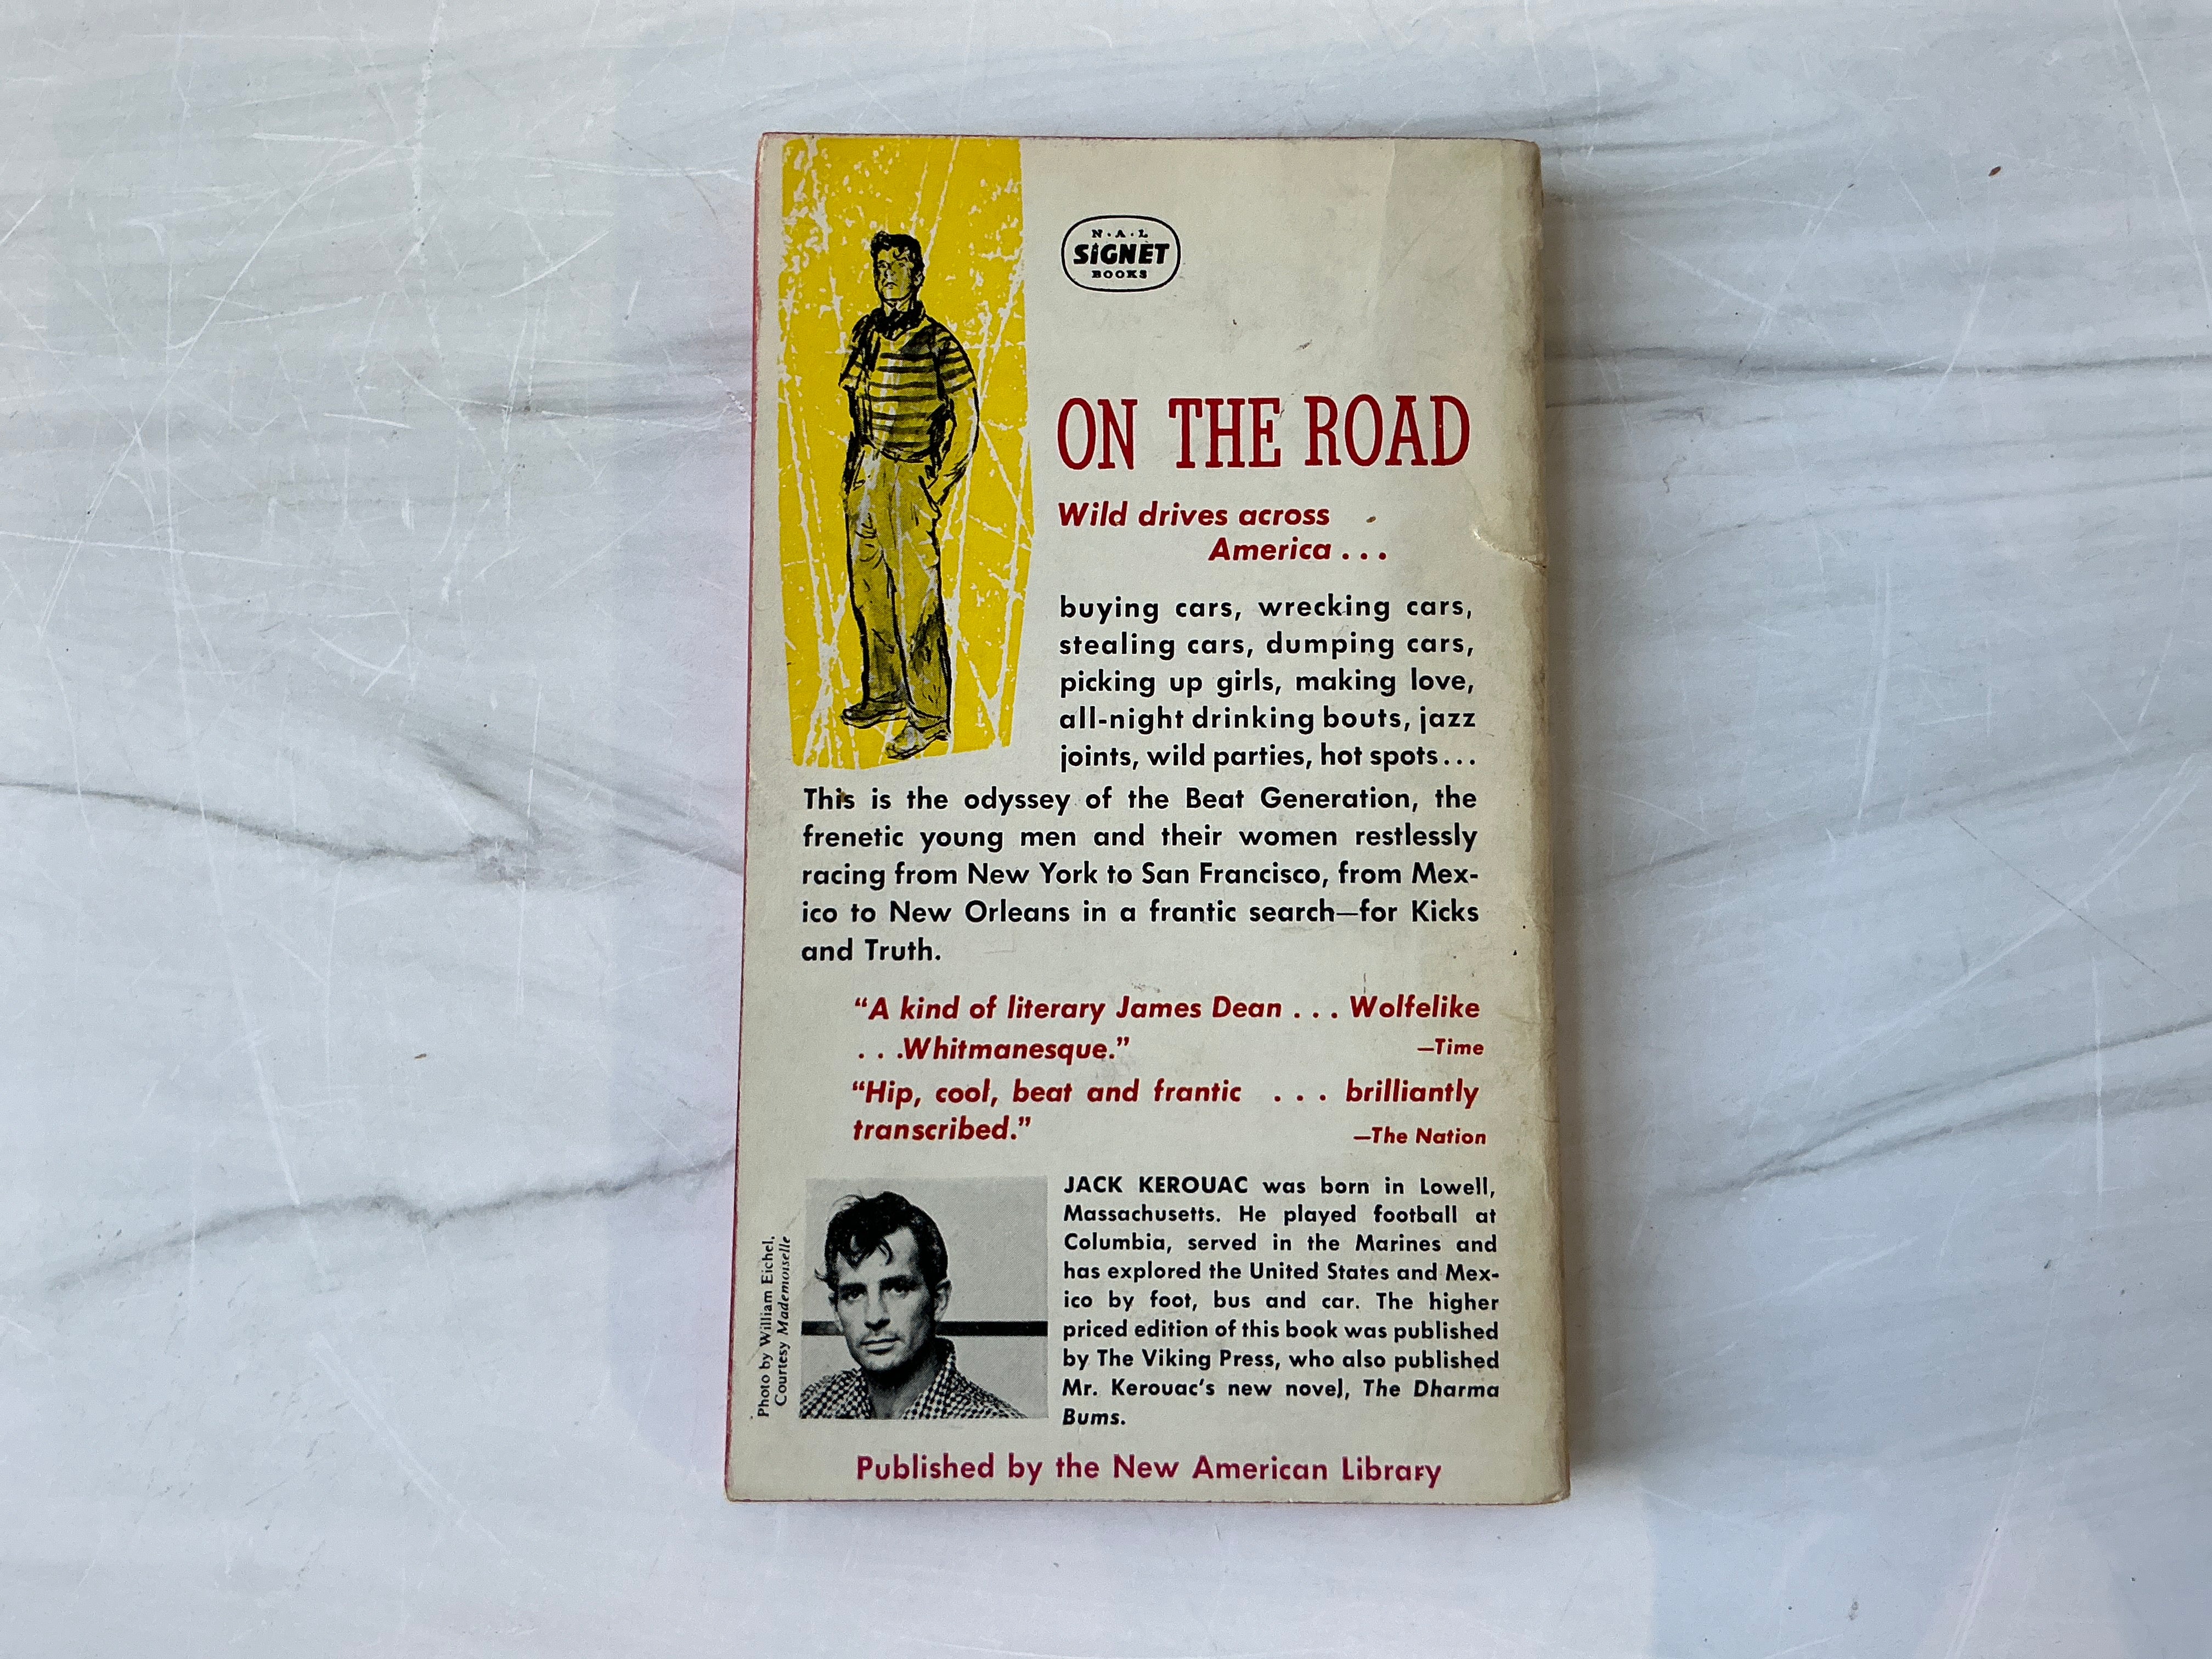 N·A·L
SIGNET
BOOKS
ON THE ROAD
Wild drives across
America . . .
buying cars, wrecking cars,
stealing cars, dumping cars,
picking up girls, making love,
all-night drinking bouts, jazz
joints, wild parties, hot spots...
This is the odyssey of the Beat Generation, the
frenetic young men and their women restlessly
racing from New York to San Francisco, from Mex-
ico to New Orleans in a frantic search—for Kicks
and Truth.
“A kind of literary James Dean . . . Wolfelike
. . .Whitmanesque.” —Time
“Hip, cool, beat and frantic . . . brilliantly
transcribed.” —The Nation
Photo by William Eichel,
Courtesy Mademoiselle
JACK KEROUAC was born in Lowell,
Massachusetts. He played football at
Columbia, served in the Marines and
has explored the United States and Mex-
ico by foot, bus and car. The higher
priced edition of this book was published
by The Viking Press, who also published
Mr. Kerouac’s new novel, The Dharma
Bums.
Published by the New American Library